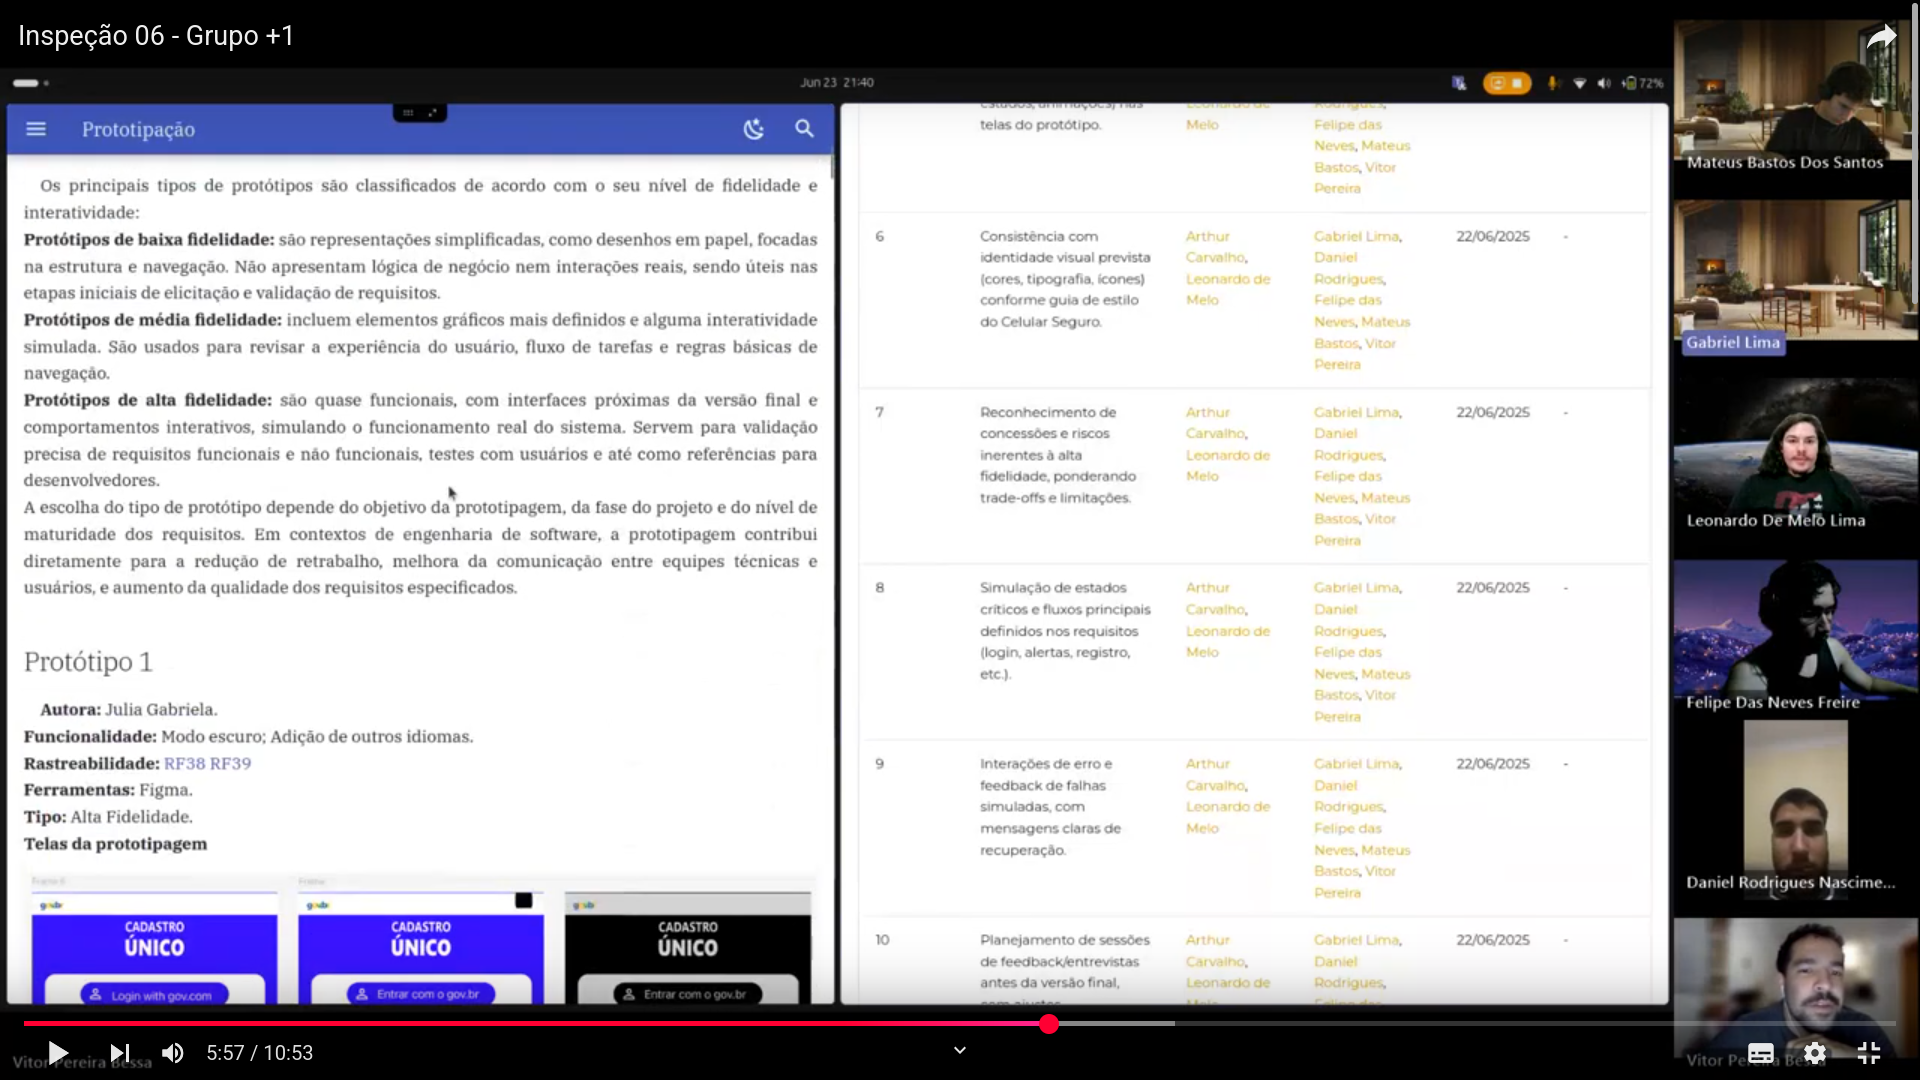 Inspeção 06 - Grupo +1
Jun 23 21:40
72%
Prototipação
Os principais tipos de protótipos são classificados de acordo com o seu nível de fidelidade e
interatividade:
Protótipos de baixa fidelidade: são representações simplificadas, como desenhos em papel, focadas
na estrutura e navegação. Não apresentam lógica de negócio nem interações reais, sendo úteis nas
etapas iniciais de elicitação e validação de requisitos.
Protótipos de média fidelidade: incluem elementos gráficos mais definidos e alguma interatividade
simulada. São usados para revisar a experiência do usuário, fluxo de tarefas e regras básicas de
navegação.
Protótipos de alta fidelidade: são quase funcionais, com interfaces próximas da versão final e
comportamentos interativos, simulando o funcionamento real do sistema. Servem para validação
precisa de requisitos funcionais e não funcionais, testes com usuários e até como referências para
desenvolvedores.
A escolha do tipo de protótipo depende do objetivo da prototipagem, da fase do projeto e do nível de
maturidade dos requisitos. Em contextos de engenharia de software, a prototipagem contribui
diretamente para a redução de retrabalho, melhora da comunicação entre equipes técnicas e
usuários, e aumento da qualidade dos requisitos especificados.
Protótipo 1
Autora: Julia Gabriela.
Funcionalidade: Modo escuro; Adição de outros idiomas.
Rastreabilidade: RF38 RF39
Ferramentas: Figma.
Tipo: Alta Fidelidade.
Telas da prototipagem
govbr
CADASTRO
ÚNICO
Login with gov.com
govbr
CADASTRO
ÚNICO
Entrar com o gov.br
govbr
CADASTRO
ÚNICO
Entrar com o gov.br
estados, animações) nas
telas do protótipo.
Leonardo de
Melo
Rodrigues,
Felipe das
Neves, Mateus
Bastos, Vitor
Pereira
6
Consistência com
identidade visual prevista
(cores, tipografia, ícones)
conforme guia de estilo
do Celular Seguro.
Arthur
Carvalho,
Leonardo de
Melo
Gabriel Lima,
Daniel
Rodrigues,
Felipe das
Neves, Mateus
Bastos, Vitor
Pereira
22/06/2025
-
7
Reconhecimento de
concessões e riscos
inerentes à alta
fidelidade, ponderando
trade-offs e limitações.
Arthur
Carvalho,
Leonardo de
Melo
Gabriel Lima,
Daniel
Rodrigues,
Felipe das
Neves, Mateus
Bastos, Vitor
Pereira
22/06/2025
-
8
Simulação de estados
críticos e fluxos principais
definidos nos requisitos
(login, alertas, registro,
etc.).
Arthur
Carvalho,
Leonardo de
Melo
Gabriel Lima,
Daniel
Rodrigues,
Felipe das
Neves, Mateus
Bastos, Vitor
Pereira
22/06/2025
-
9
Interações de erro e
feedback de falhas
simuladas, com
mensagens claras de
recuperação.
Arthur
Carvalho,
Leonardo de
Melo
Gabriel Lima,
Daniel
Rodrigues,
Felipe das
Neves, Mateus
Bastos, Vitor
Pereira
22/06/2025
-
10
Planejamento de sessões
de feedback/entrevistas
antes da versão final,
Arthur
Carvalho,
Leonardo de
Gabriel Lima,
Daniel
Rodrigues,
22/06/2025
-
Mateus Bastos Dos Santos
Gabriel Lima
Leonardo De Melo Lima
Felipe Das Neves Freire
Daniel Rodrigues Nascime...
Vitor Pereira
5:57 / 10:53
Vitor Pereira Bessa